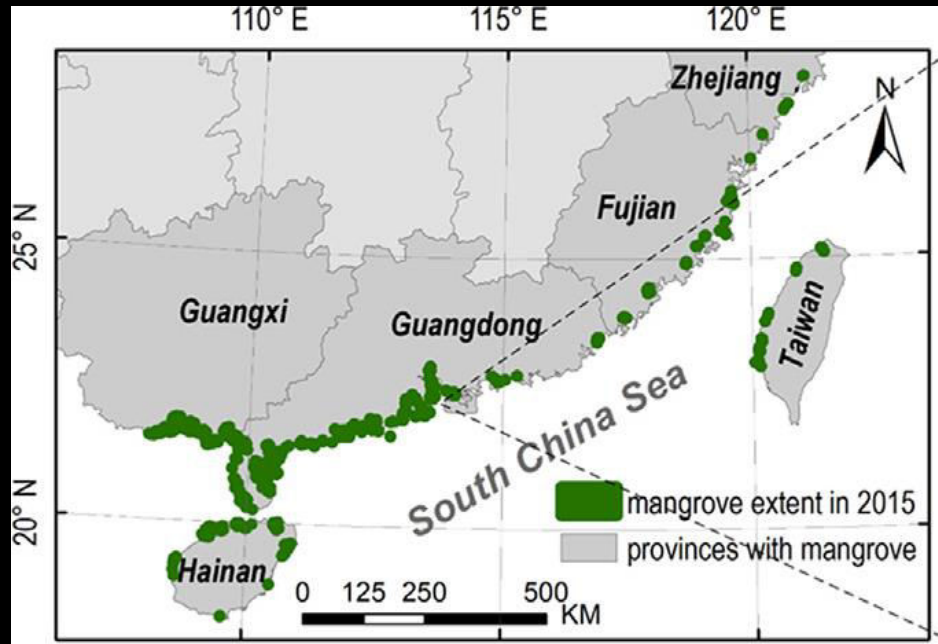 110° E 115° E 120° E
Zhejiang
N
Fujian
25° N
Guangxi
Guangdong
Taiwan
South China Sea
20° N
mangrove extent in 2015
provinces with mangrove
Hainan
0 125 250 500
KM